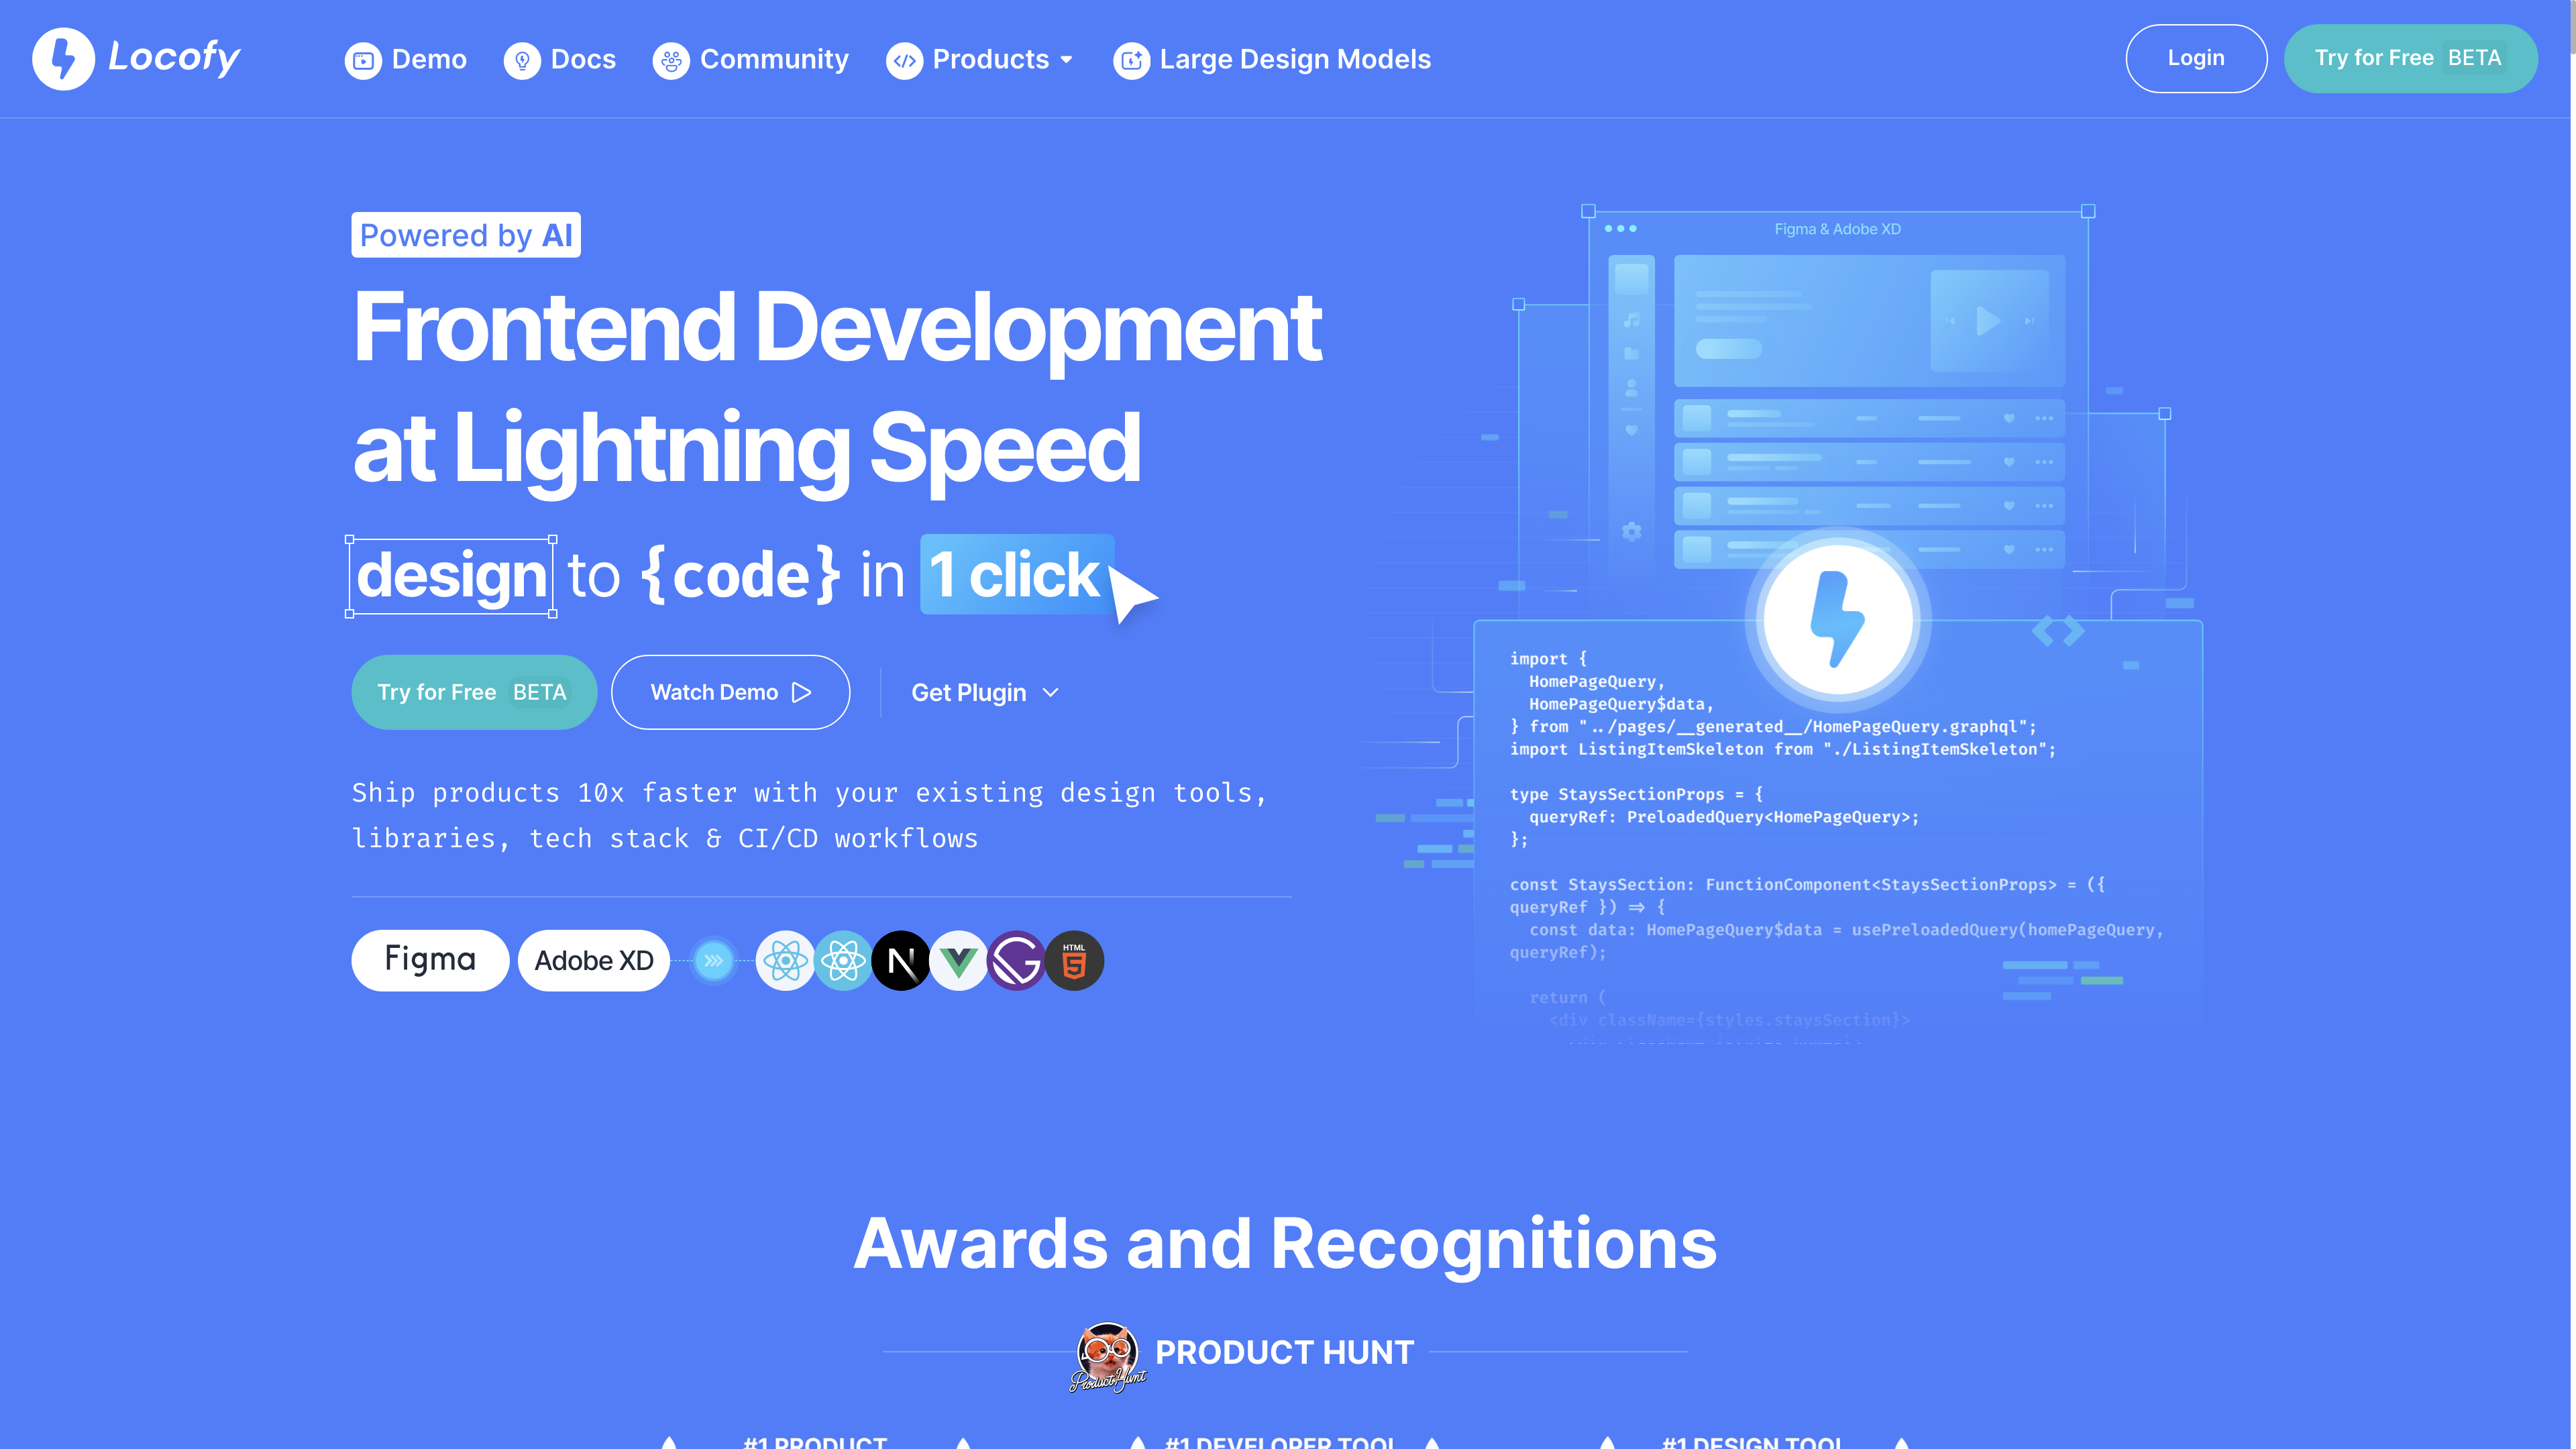 Locofy
Demo
Docs
Community
Products
Large Design Models
Login
Try for Free BETA
Powered by AI
Frontend Development
at Lightning Speed
design to {code} in 1 click
Try for Free BETA
Watch Demo
Get Plugin
Ship products 10x faster with your existing design tools,
libraries, tech stack & CI/CD workflows
Figma
Adobe XD
HTML
Figma & Adobe XD
import {
HomePageQuery,
HomePageQuery$data,
} from "../pages/__generated__/HomePageQuery.graphql";
import ListingItemSkeleton from "./ListingItemSkeleton";
type StaysSectionProps = {
queryRef: PreloadedQuery<HomePageQuery>;
};
const StaysSection: FunctionComponent<StaysSectionProps> = ({
queryRef }) => {
const data: HomePageQuery$data = usePreloadedQuery(homePageQuery,
queryRef);
return (
<div className={styles.staysSection}>
Awards and Recognitions
Product Hunt
PRODUCT HUNT
#1 PRODUCT
#1 DEVELOPER TOOL
#1 DESIGN TOOL